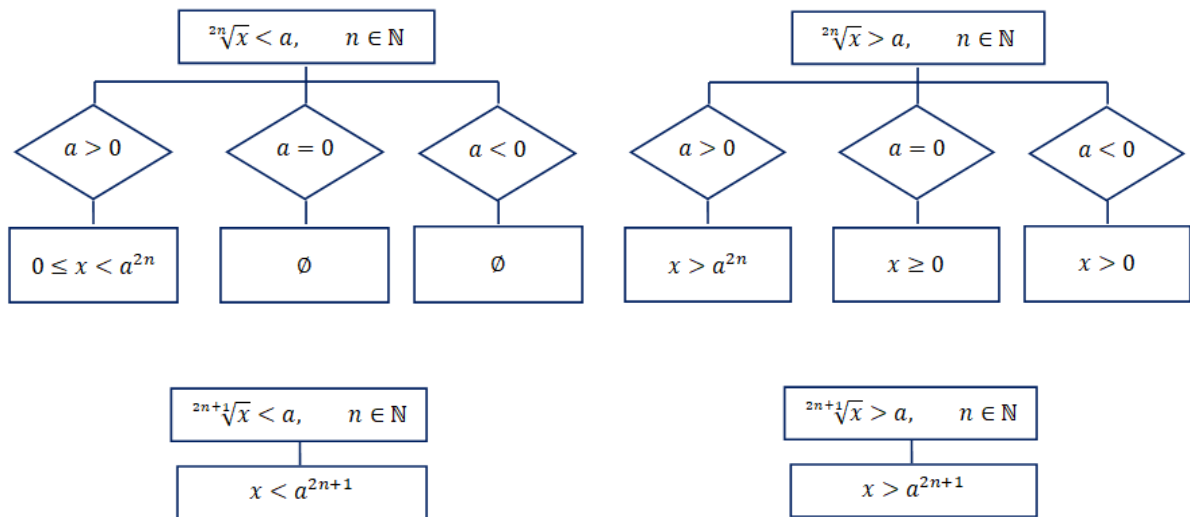 ²ⁿ√x < a, n ∈ ℕ
a > 0
a = 0
a < 0
0 ≤ x < a²ⁿ
∅
∅
²ⁿ√x > a, n ∈ ℕ
a > 0
a = 0
a < 0
x > a²ⁿ
x ≥ 0
x > 0
²ⁿ⁺¹√x < a, n ∈ ℕ
x < a²ⁿ⁺¹
²ⁿ⁺¹√x > a, n ∈ ℕ
x > a²ⁿ⁺¹